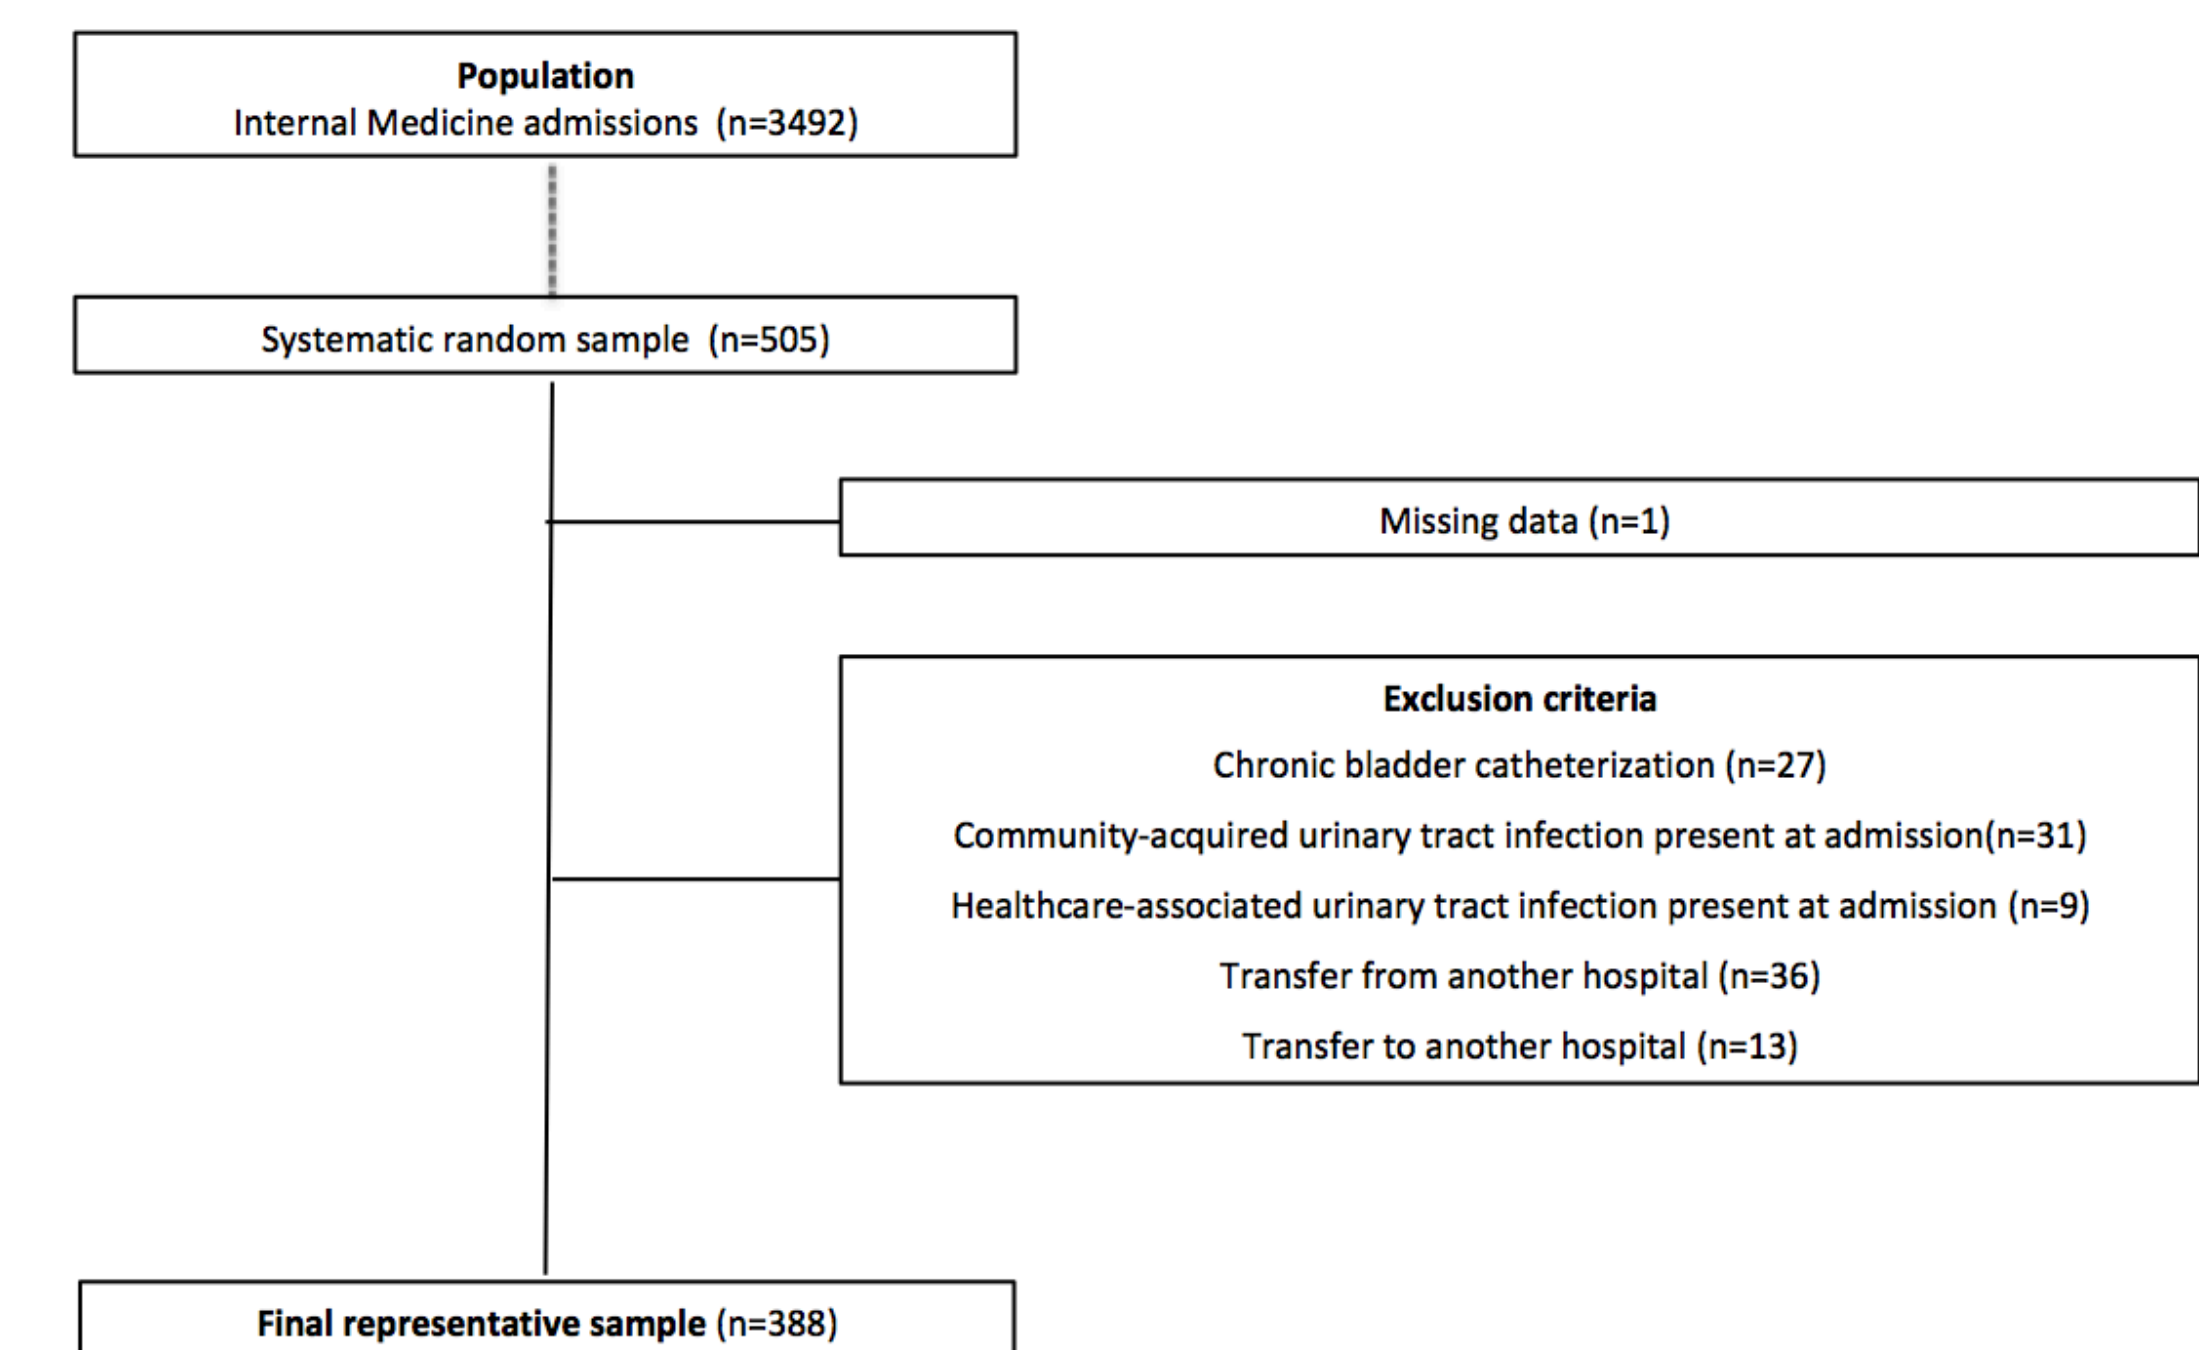 Population
Internal Medicine admissions (n=3492)
Systematic random sample (n=505)
Missing data (n=1)
Exclusion criteria
Chronic bladder catheterization (n=27)
Community-acquired urinary tract infection present at admission(n=31)
Healthcare-associated urinary tract infection present at admission (n=9)
Transfer from another hospital (n=36)
Transfer to another hospital (n=13)
Final representative sample (n=388)